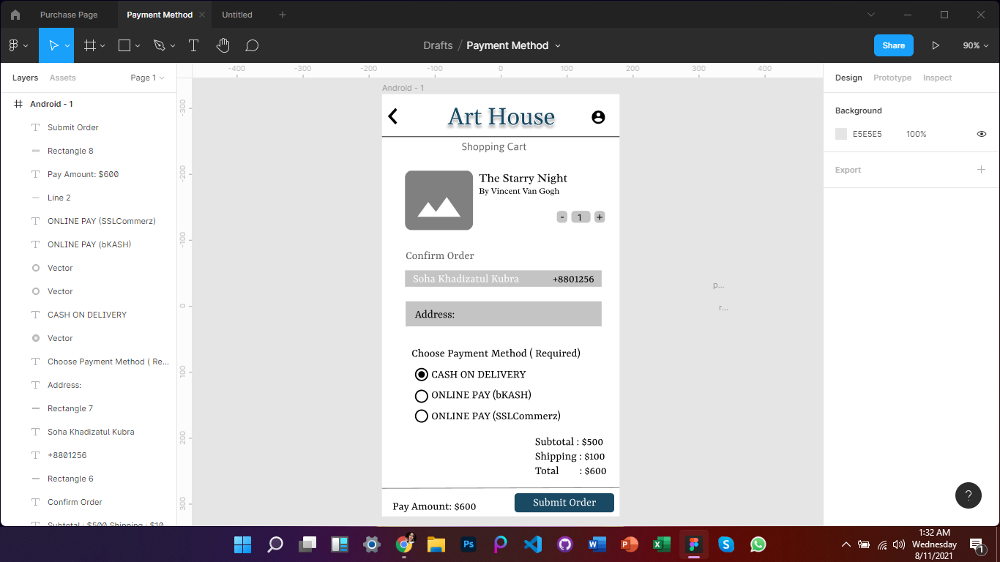 Purchase Page
Payment Method
Untitled
Drafts / Payment Method
Share
90%
Layers
Assets
Page 1
-400
-300
-200
-100
0
100
200
300
400
Design
Prototype
Inspect
Android - 1
Submit Order
Rectangle 8
Pay Amount: $600
Line 2
ONLINE PAY (SSLCommerz)
ONLINE PAY (bKASH)
Vector
Vector
CASH ON DELIVERY
Vector
Choose Payment Method ( Re...
Address:
Rectangle 7
Soha Khadizatul Kubra
+8801256
Rectangle 6
Confirm Order
Subtotal : $500 Shipping : $10
-300
-200
-100
0
100
200
300
Android - 1
Art House
Shopping Cart
The Starry Night
By Vincent Van Gogh
- 1 +
Confirm Order
Soha Khadizatul Kubra +8801256
Address:
Choose Payment Method ( Required)
CASH ON DELIVERY
ONLINE PAY (bKASH)
ONLINE PAY (SSLCommerz)
Subtotal : $500
Shipping : $100
Total : $600
Pay Amount: $600
Submit Order
p...
r...
Background
E5E5E5 100%
Export
?
Ps
1:32 AM
Wednesday
8/11/2021
1